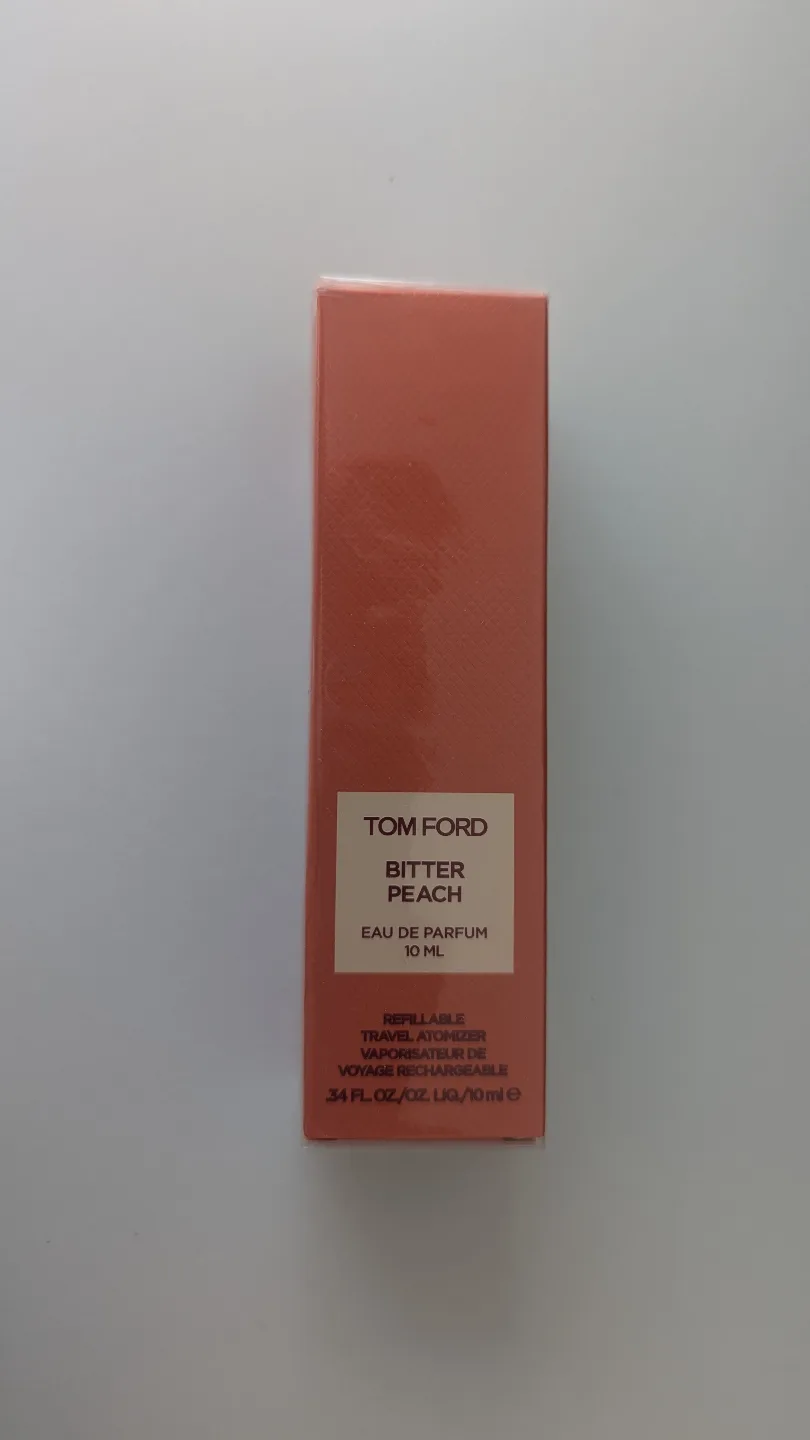 TOM FORD
BITTER
PEACH
EAU DE PARFUM
10 ML
REFILLABLE
TRAVEL ATOMIZER
VAPORISATEUR DE
VOYAGE RECHARGEABLE
.34 FL. OZ./OZ. LIQ./10 ml ℮